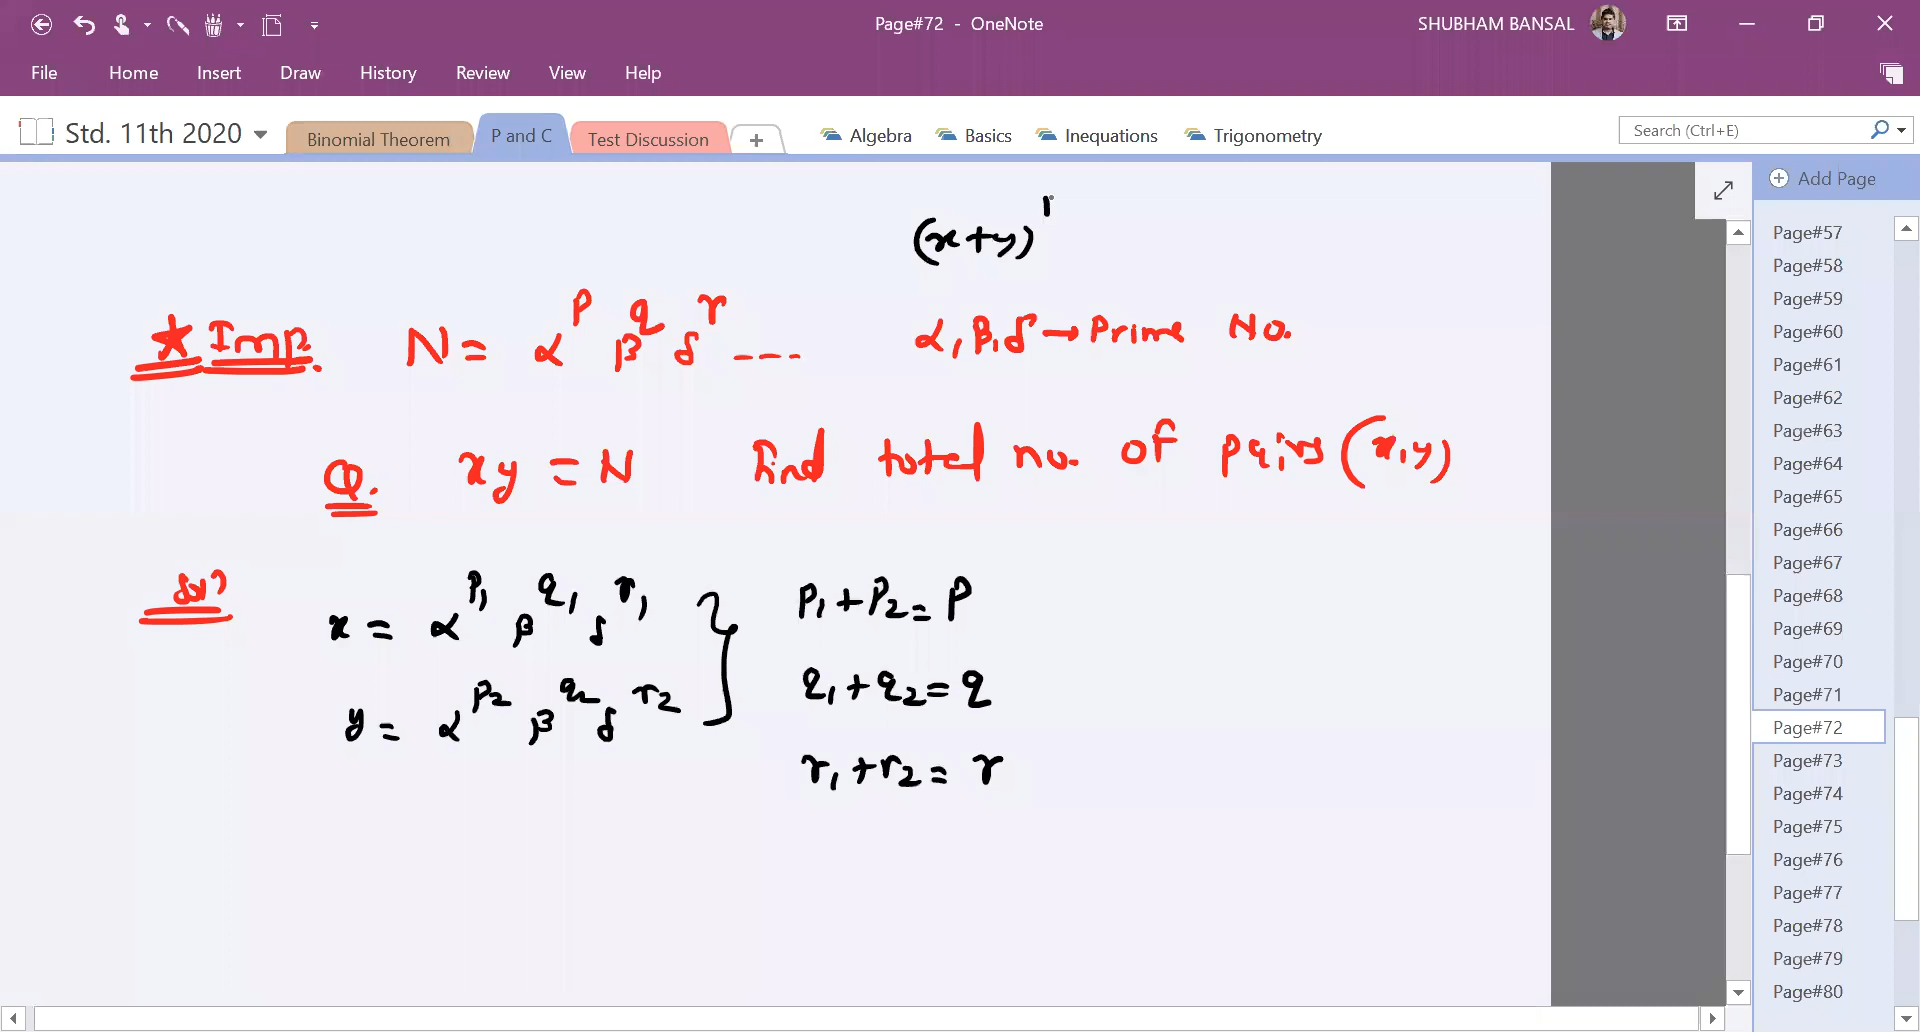 Page#72 - OneNote
SHUBHAM BANSAL
File Home Insert Draw History Review View Help
Std. 11th 2020
Binomial Theorem
P and C
Test Discussion
Algebra
Basics
Inequations
Trigonometry
Search (Ctrl+E)
Add Page
(x+y)
★ Imp. N = α^p β^q δ^r ---- α, β, δ → Prime No.
Q. xy = N find total no. of pairs (x,y)
Solⁿ
x = α^p₁ β^q₁ δ^r₁
p₁ + p₂ = p
y = α^p₂ β^q₂ δ^r₂
q₁ + q₂ = q
r₁ + r₂ = r
Page#57
Page#58
Page#59
Page#60
Page#61
Page#62
Page#63
Page#64
Page#65
Page#66
Page#67
Page#68
Page#69
Page#70
Page#71
Page#72
Page#73
Page#74
Page#75
Page#76
Page#77
Page#78
Page#79
Page#80